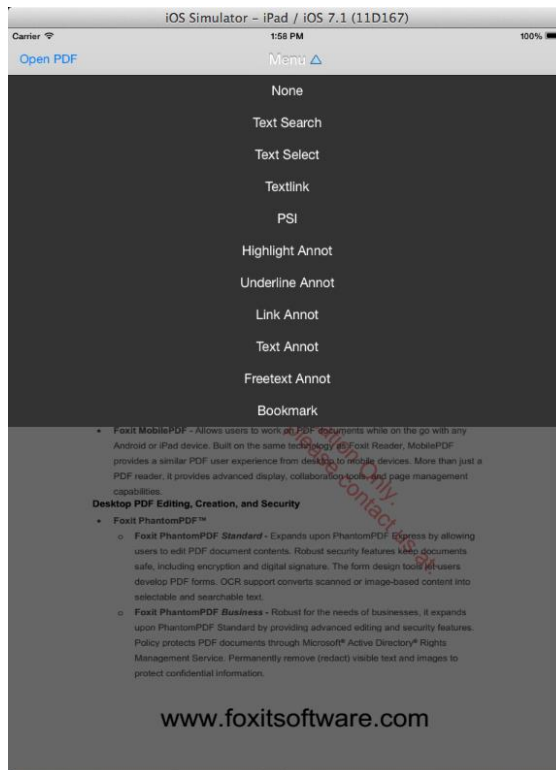 iOS Simulator – iPad / iOS 7.1 (11D167)
Carrier 1:58 PM 100%
Open PDF Menu
None
Text Search
Text Select
Textlink
PSI
Highlight Annot
Underline Annot
Link Annot
Text Annot
Freetext Annot
Bookmark
• Foxit MobilePDF - Allows users to work on PDF documents while on the go with any
Android or iPad device. Built on the same technology as Foxit Reader, MobilePDF
provides a similar PDF user experience from desktop to mobile devices. More than just a
PDF reader, it provides advanced display, collaboration tools, and page management
capabilities.
Desktop PDF Editing, Creation, and Security
• Foxit PhantomPDF™
o Foxit PhantomPDF Standard - Expands upon PhantomPDF Express by allowing
users to edit PDF document contents. Robust security features keep documents
safe, including encryption and digital signature. The form design tools let users
develop PDF forms. OCR support converts scanned or image-based content into
selectable and searchable text.
o Foxit PhantomPDF Business - Robust for the needs of businesses, it expands
upon PhantomPDF Standard by providing advanced editing and security features.
Policy protects PDF documents through Microsoft® Active Directory® Rights
Management Service. Permanently remove (redact) visible text and images to
protect confidential information.
Only.
please contact us at.
www.foxitsoftware.com